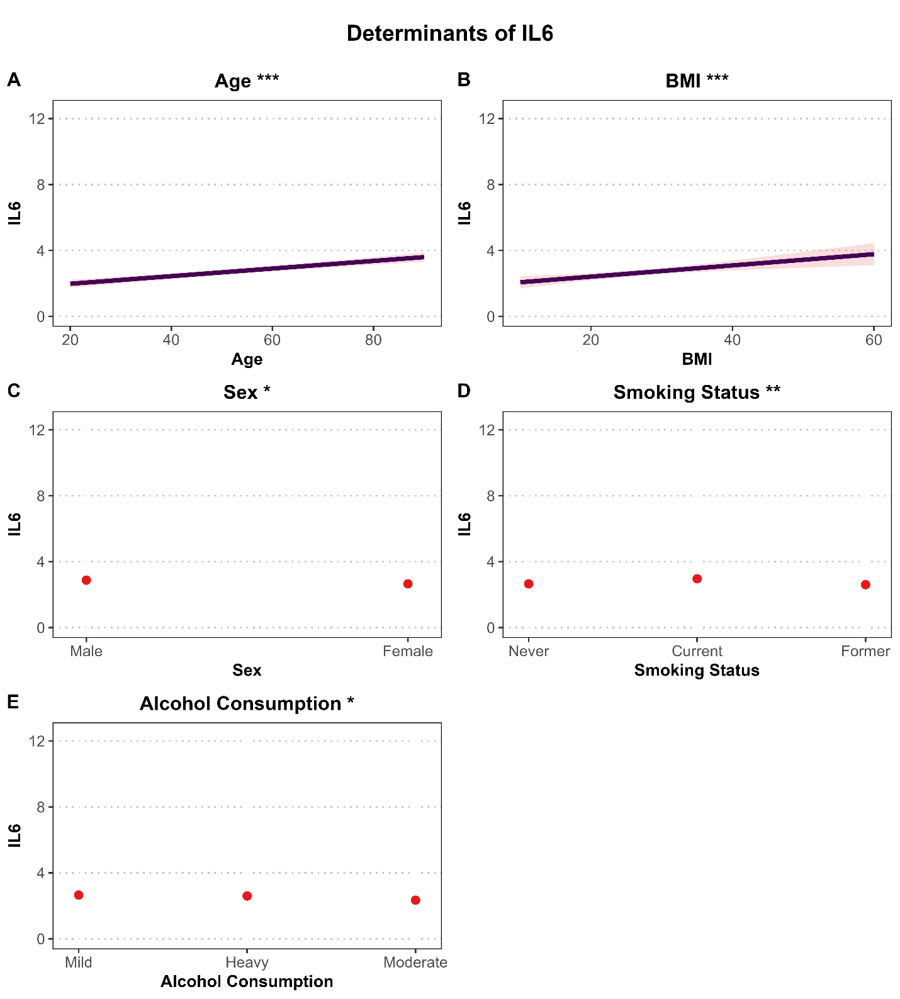 Determinants of IL6
A
Age ***
12
8
4
0
IL6
20 40 60 80
Age
B
BMI ***
12
8
4
0
IL6
20 40 60
BMI
C
Sex *
12
8
4
0
IL6
Male Female
Sex
D
Smoking Status **
12
8
4
0
IL6
Never Current Former
Smoking Status
E
Alcohol Consumption *
12
8
4
0
IL6
Mild Heavy Moderate
Alcohol Consumption